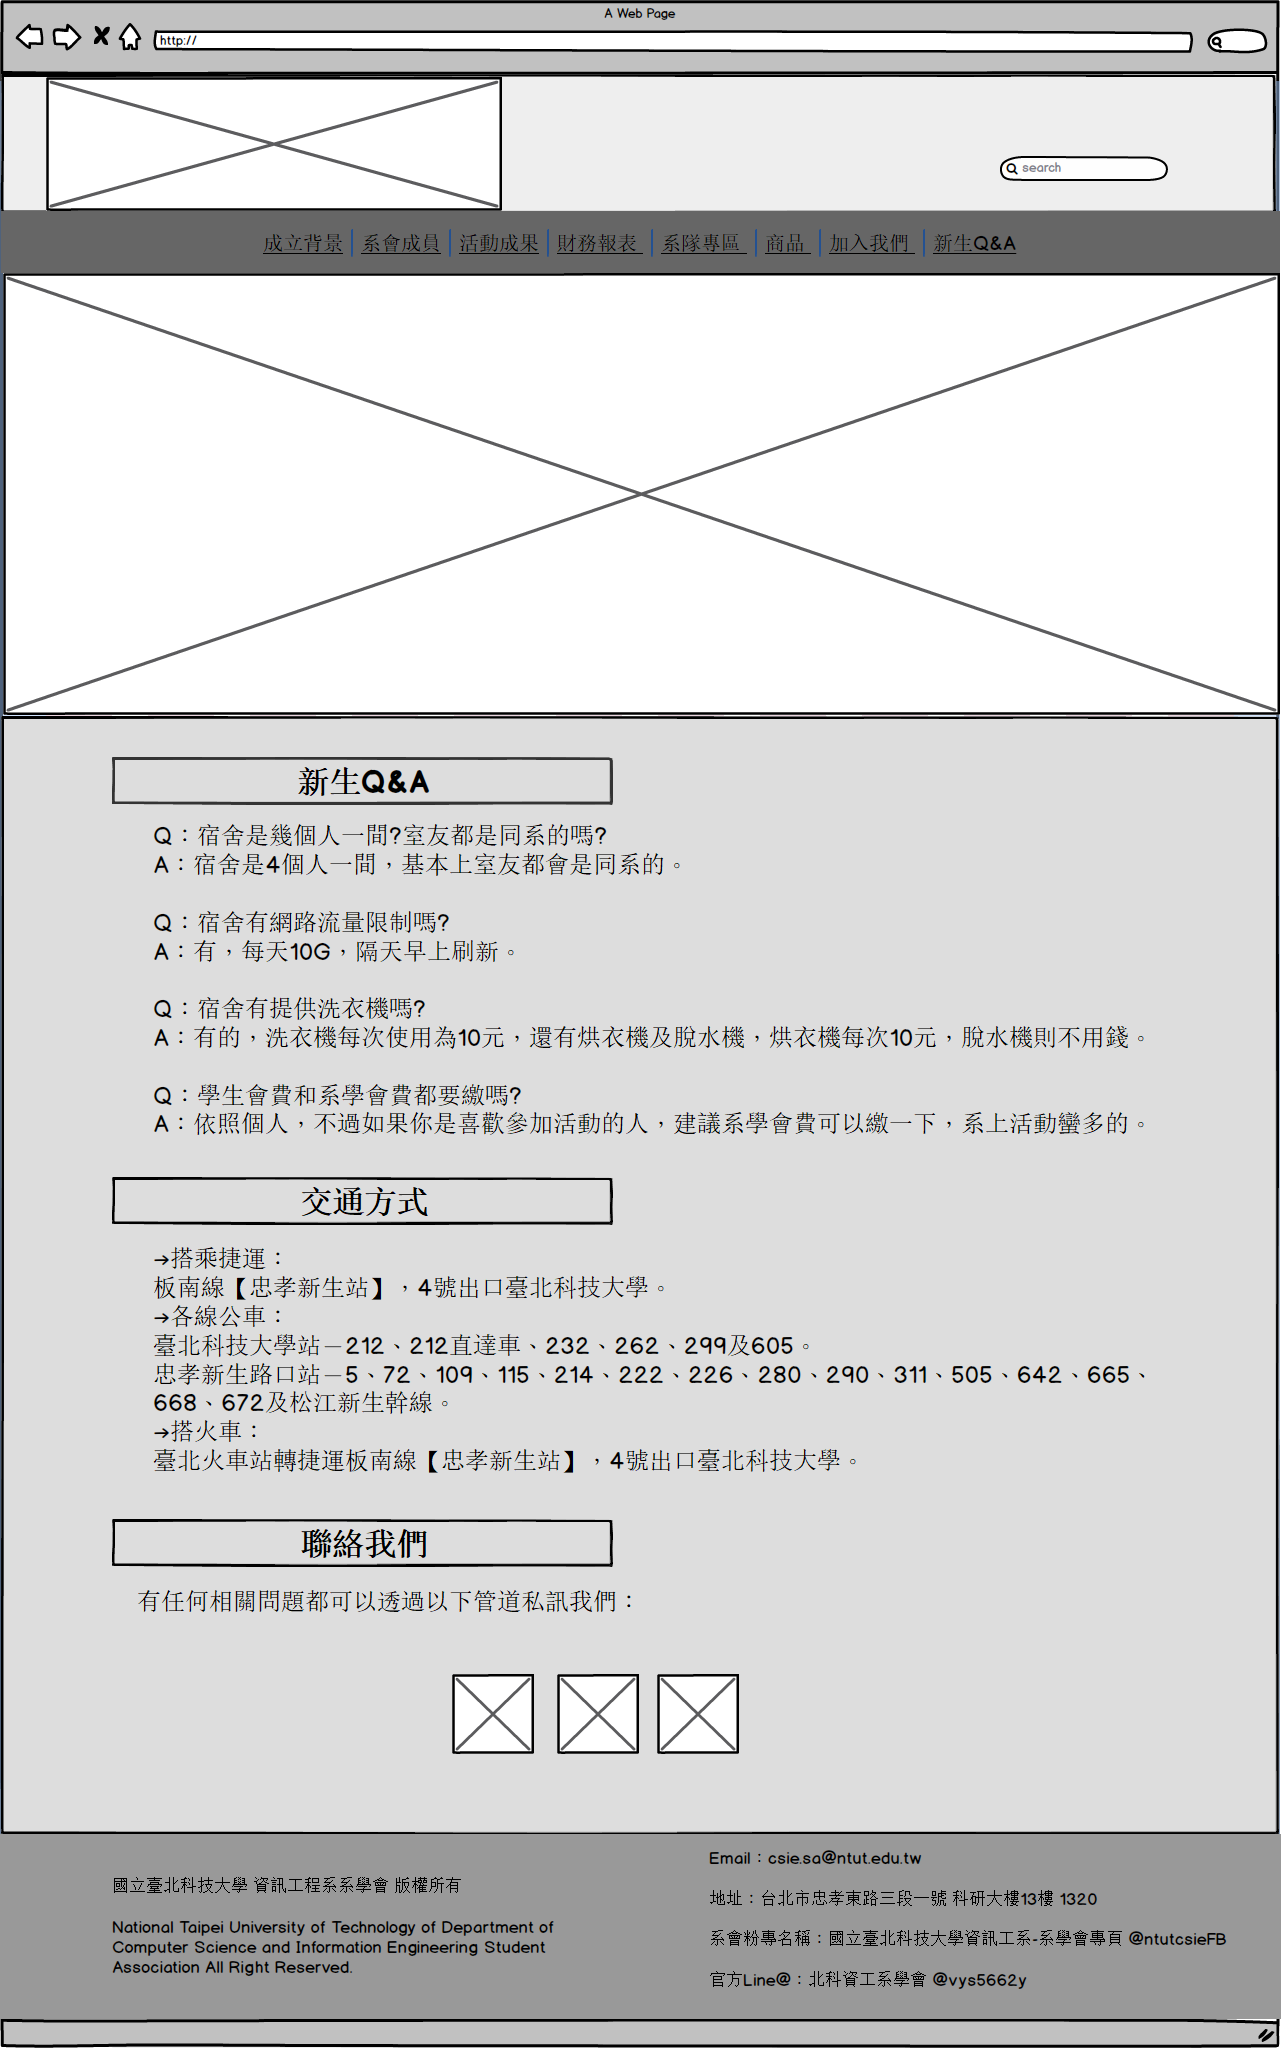 A Web Page
http://
search
成立背景 系會成員 活動成果 財務報表 系隊專區 商品 加入我們 新生Q&A
新生Q&A
Q：宿舍是幾個人一間?室友都是同系的嗎?
A：宿舍是4個人一間，基本上室友都會是同系的。
Q：宿舍有網路流量限制嗎?
A：有，每天10G，隔天早上刷新。
Q：宿舍有提供洗衣機嗎?
A：有的，洗衣機每次使用為10元，還有烘衣機及脫水機，烘衣機每次10元，脫水機則不用錢。
Q：學生會費和系學會費都要繳嗎?
A：依照個人，不過如果你是喜歡參加活動的人，建議系學會費可以繳一下，系上活動蠻多的。
交通方式
→搭乘捷運：
板南線【忠孝新生站】，4號出口臺北科技大學。
→各線公車：
臺北科技大學站－212、212直達車、232、262、299及605。
忠孝新生路口站－5、72、109、115、214、222、226、280、290、311、505、642、665、
668、672及松江新生幹線。
→搭火車：
臺北火車站轉捷運板南線【忠孝新生站】，4號出口臺北科技大學。
聯絡我們
有任何相關問題都可以透過以下管道私訊我們：
國立臺北科技大學 資訊工程系系學會 版權所有
National Taipei University of Technology of Department of
Computer Science and Information Engineering Student
Association All Right Reserved.
Email：csie.sa@ntut.edu.tw
地址：台北市忠孝東路三段一號 科研大樓13樓 1320
系會粉專名稱：國立臺北科技大學資訊工系-系學會專頁 @ntutcsieFB
官方Line@：北科資工系學會 @vys5662y